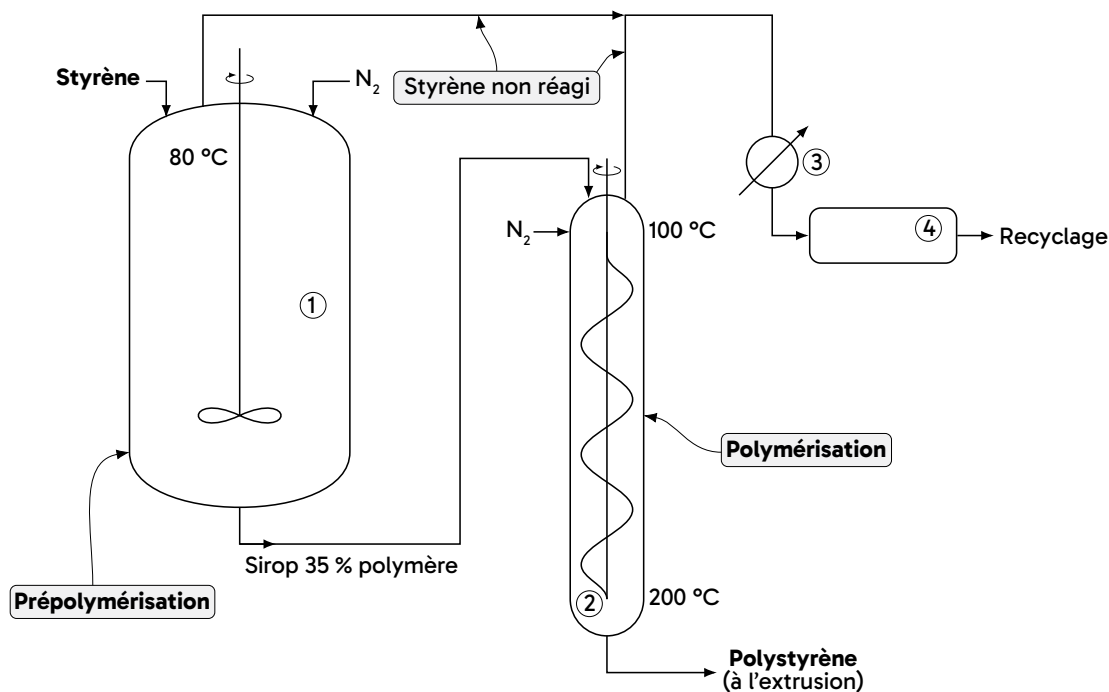 Styrène
N₂
Styrène non réagi
80 °C
③
N₂
100 °C
④
Recyclage
①
Polymérisation
Sirop 35 % polymère
Prépolymérisation
②
200 °C
Polystyrène
(à l’extrusion)